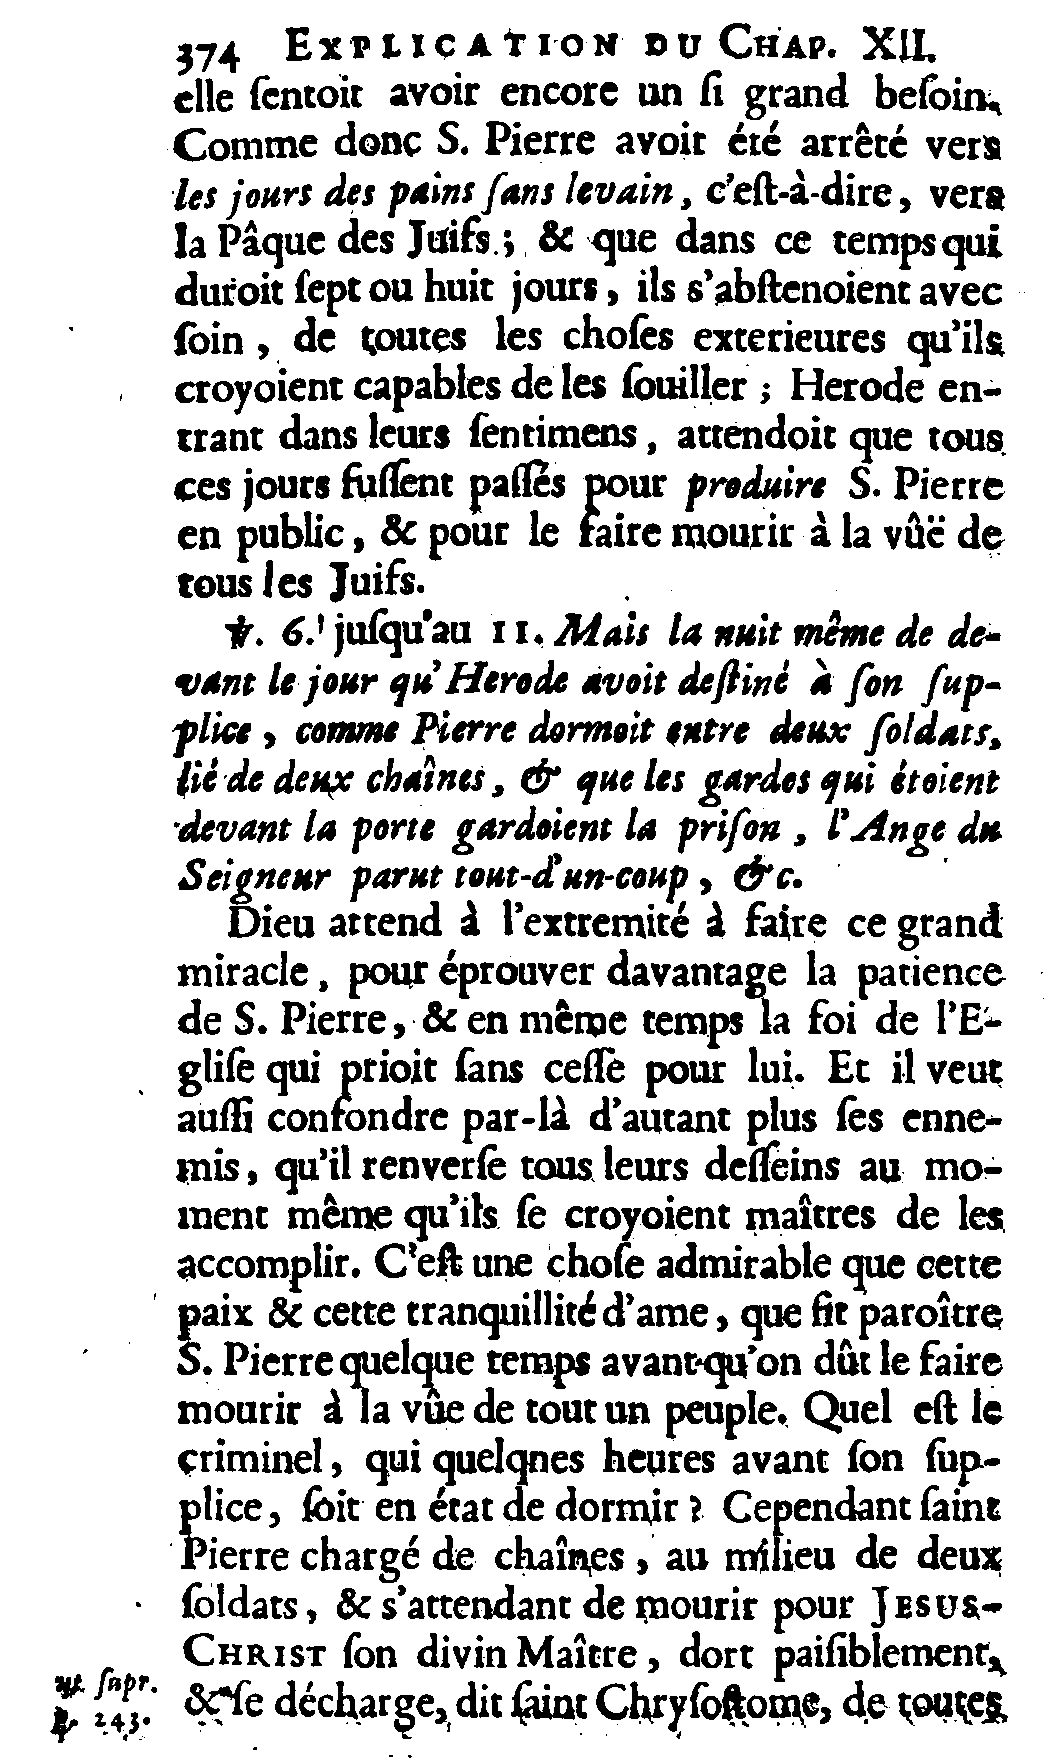 374 EXPLICATION DU CHAP. XII.
elle ſentoit avoir encore un ſi grand beſoin.
Comme donc S. Pierre avoit été arrêté vers
les jours des pains ſans levain, c'eſt-à-dire, vers
la Pâque des Juifs; & que dans ce temps qui
duroit ſept ou huit jours, ils s'abſtenoient avec
ſoin, de toutes les choſes exterieures qu'ils
croyoient capables de les ſouiller; Herode en-
trant dans leurs ſentimens, attendoit que tous
ces jours fuſſent paſſés pour produire S. Pierre
en public, & pour le faire mourir à la vûë de
tous les Juifs.
℣. 6. juſqu'au 11. Mais la nuit même de de-
vant le jour qu'Herode avoit deſtiné à ſon ſup-
plice, comme Pierre dormoit entre deux ſoldats,
lié de deux chaînes, & que les gardes qui étoient
devant la porte gardoient la priſon, l'Ange du
Seigneur parut tout-d'un-coup, &c.
Dieu attend à l'extremité à faire ce grand
miracle, pour éprouver davantage la patience
de S. Pierre, & en même temps la foi de l'E-
gliſe qui prioit ſans ceſſe pour lui. Et il veut
auſſi confondre par-là d'autant plus ſes enne-
mis, qu'il renverſe tous leurs deſſeins au mo-
ment même qu'ils ſe croyoient maîtres de les
accomplir. C'eſt une choſe admirable que cette
paix & cette tranquillité d'ame, que fit paroître
S. Pierre quelque temps avant qu'on dût le faire
mourir à la vûe de tout un peuple. Quel eſt le
criminel, qui quelqnes heures avant ſon ſup-
plice, ſoit en état de dormir? Cependant ſaint
Pierre chargé de chaînes, au milieu de deux
ſoldats, & s'attendant de mourir pour JESUS-
CHRIST ſon divin Maître, dort paiſiblement,
ut ſupr.
& ſe décharge, dit ſaint Chryſoſtome, de toutes
p. 243.